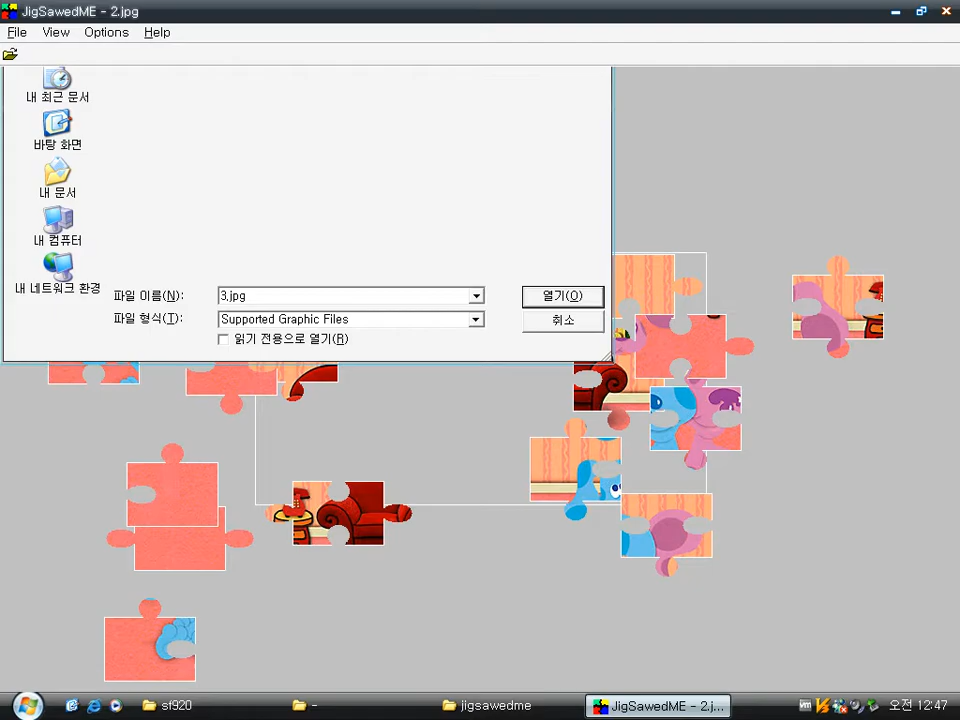 JigSawedME - 2.jpg
File View Options Help
내 최근 문서
바탕 화면
내 문서
내 컴퓨터
내 네트워크 환경
파일 이름(N): 3.jpg 열기(O)
파일 형식(T): Supported Graphic Files 취소
읽기 전용으로 열기(R)
sf920 - jigsawedme JigSawedME - 2.j... 오전 12:47